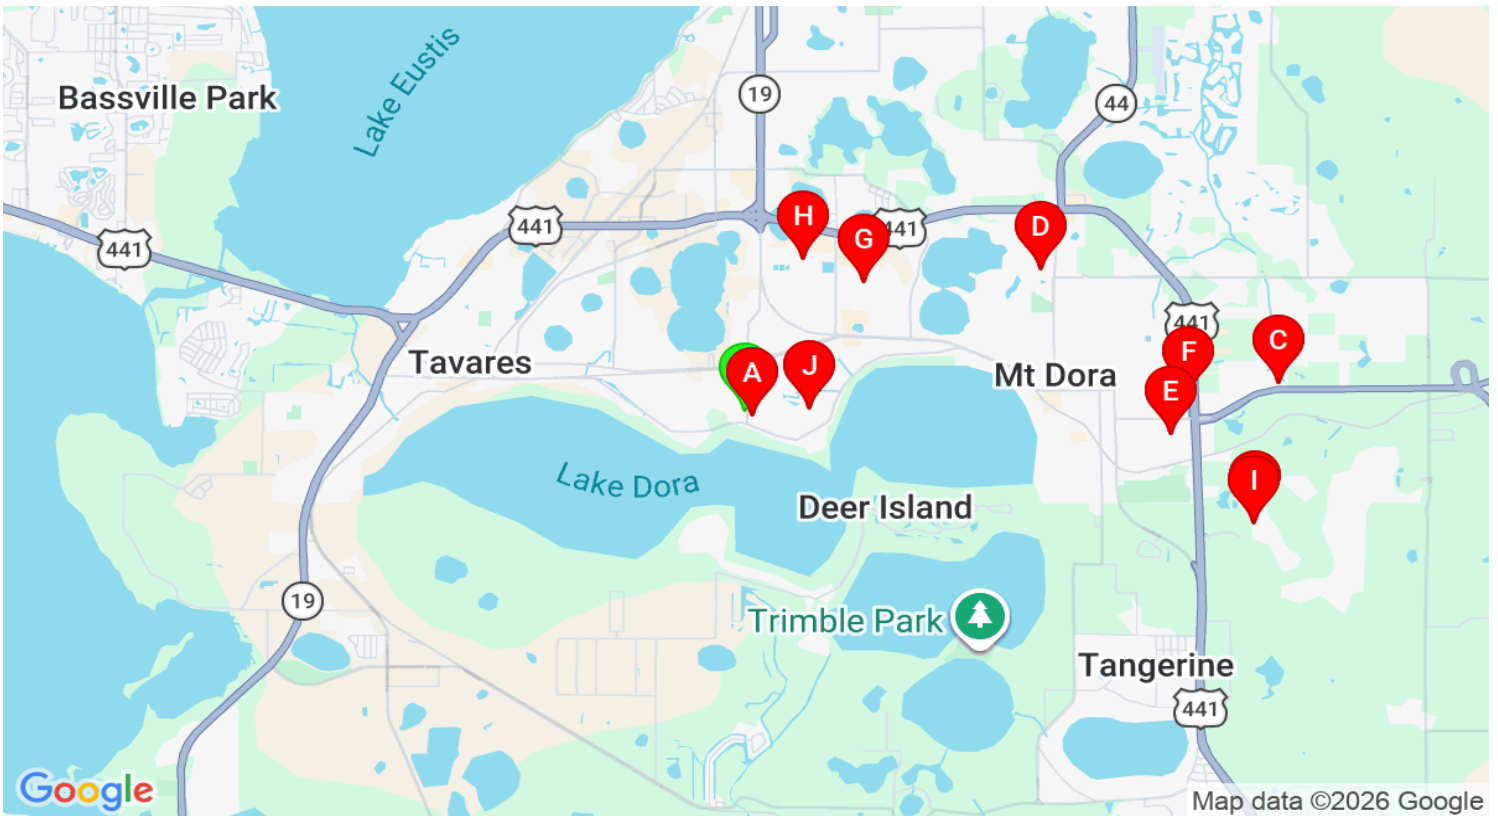 Lake Eustis
Bassville Park
19
44
441
441
441
H
G
D
441
Tavares
A
J
Mt Dora
F
C
E
Lake Dora
Deer Island
I
19
Trimble Park
Tangerine
441
Google
Map data ©2026 Google